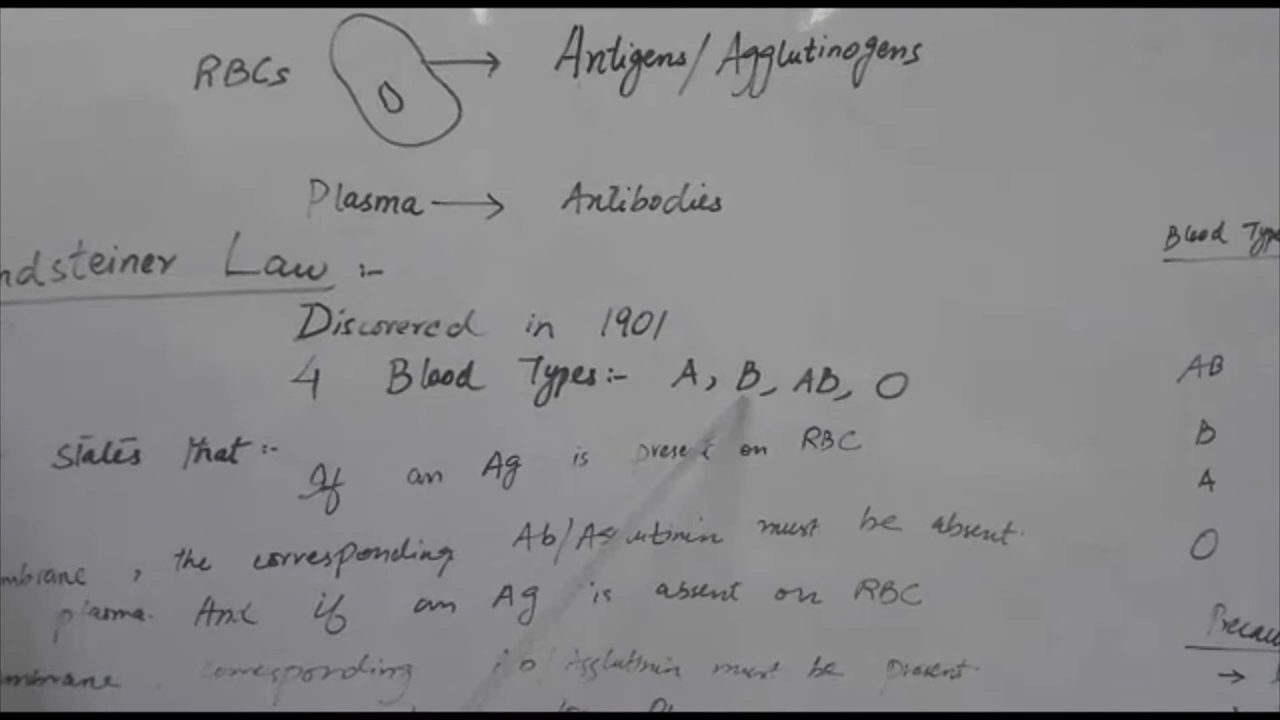 RBCs → Antigens/Agglutinogens
Plasma → Antibodies
ndsteiner Law :-
Discovered in 1901
4 Blood Types:- A, B, AB, O
States that :- If an Ag is present on RBC
mbrane, the corresponding Ab/Agglutinin must be absent.
plasma. And if an Ag is absent on RBC
mbrane corresponding Ab/Agglutinin must be present
Blood Type
AB
B
A
O
Precau
→